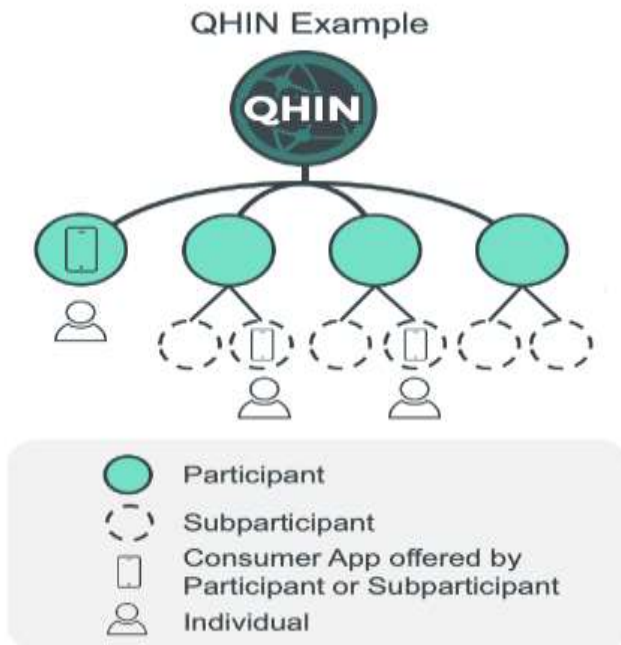 QHIN Example
QHIN
Participant
Subparticipant
Consumer App offered by
Participant or Subparticipant
Individual